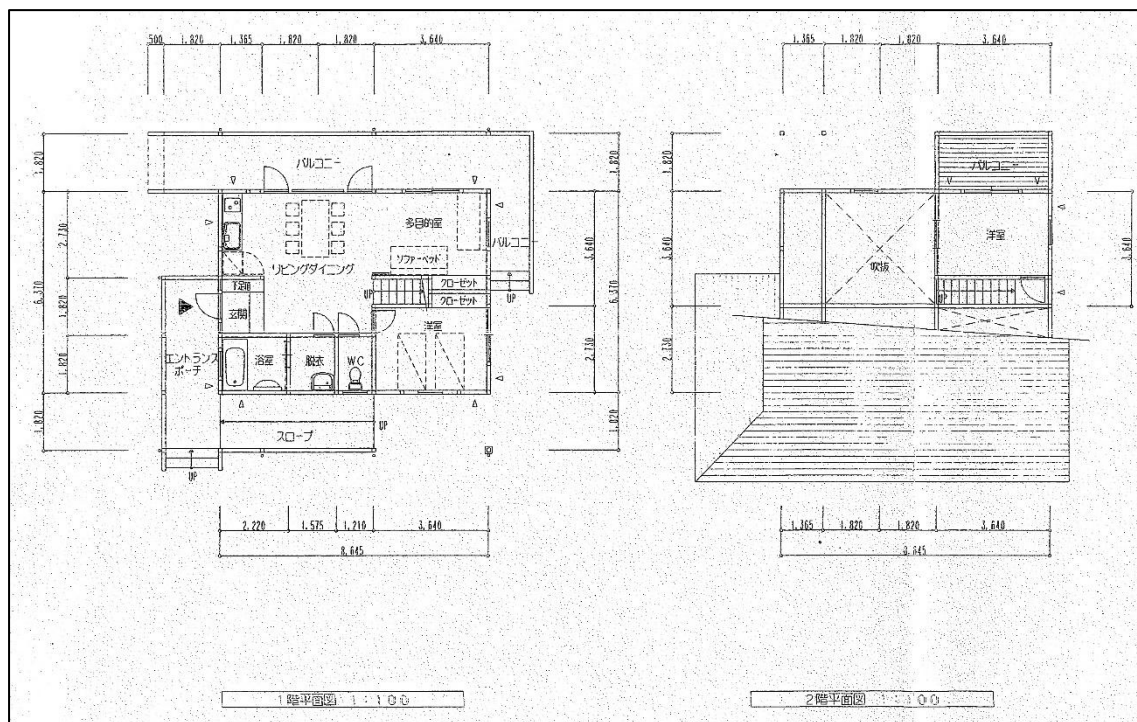 500 1,820 1,365 1,820 1,820 3,640
1,365 1,820 1,820 3,640
1,820
2,730
6,370
1,820
1,820
1,820
バルコニー
多目的室
ソファーベッド
バルコニー
リビングダイニング
下足箱
玄関
UP
クローゼット
クローゼット
UP
洋室
エントランス
ポーチ
浴室
脱衣
WC
スロープ
UP
UP
1,820
3,640
6,370
2,730
1,820
2,220 1,575 1,210 3,640
8,645
1,820
3,640
2,730
バルコニー
洋室
吹抜
UP
3,640
1,365 1,820 1,820 3,640
8,645
1階平面図 1:100
2階平面図 1:100